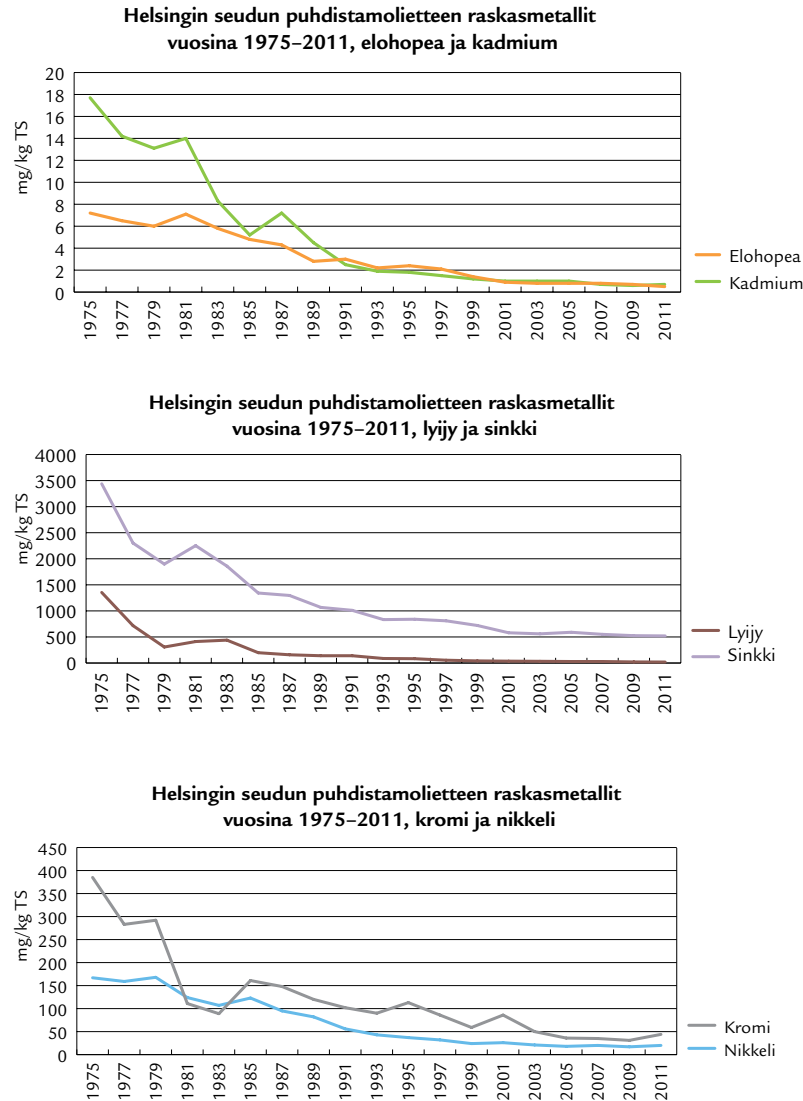 Helsingin seudun puhdistamolietteen raskasmetallit
vuosina 1975–2011, elohopea ja kadmium
mg/kg TS
20
18
16
14
12
10
8
6
4
2
0
1975 1977 1979 1981 1983 1985 1987 1989 1991 1993 1995 1997 1999 2001 2003 2005 2007 2009 2011
Elohopea
Kadmium
Helsingin seudun puhdistamolietteen raskasmetallit
vuosina 1975–2011, lyijy ja sinkki
mg/kg TS
4000
3500
3000
2500
2000
1500
1000
500
0
1975 1977 1979 1981 1983 1985 1987 1989 1991 1993 1995 1997 1999 2001 2003 2005 2007 2009 2011
Lyijy
Sinkki
Helsingin seudun puhdistamolietteen raskasmetallit
vuosina 1975–2011, kromi ja nikkeli
mg/kg TS
450
400
350
300
250
200
150
100
50
0
1975 1977 1979 1981 1983 1985 1987 1989 1991 1993 1995 1997 1999 2001 2003 2005 2007 2009 2011
Kromi
Nikkeli